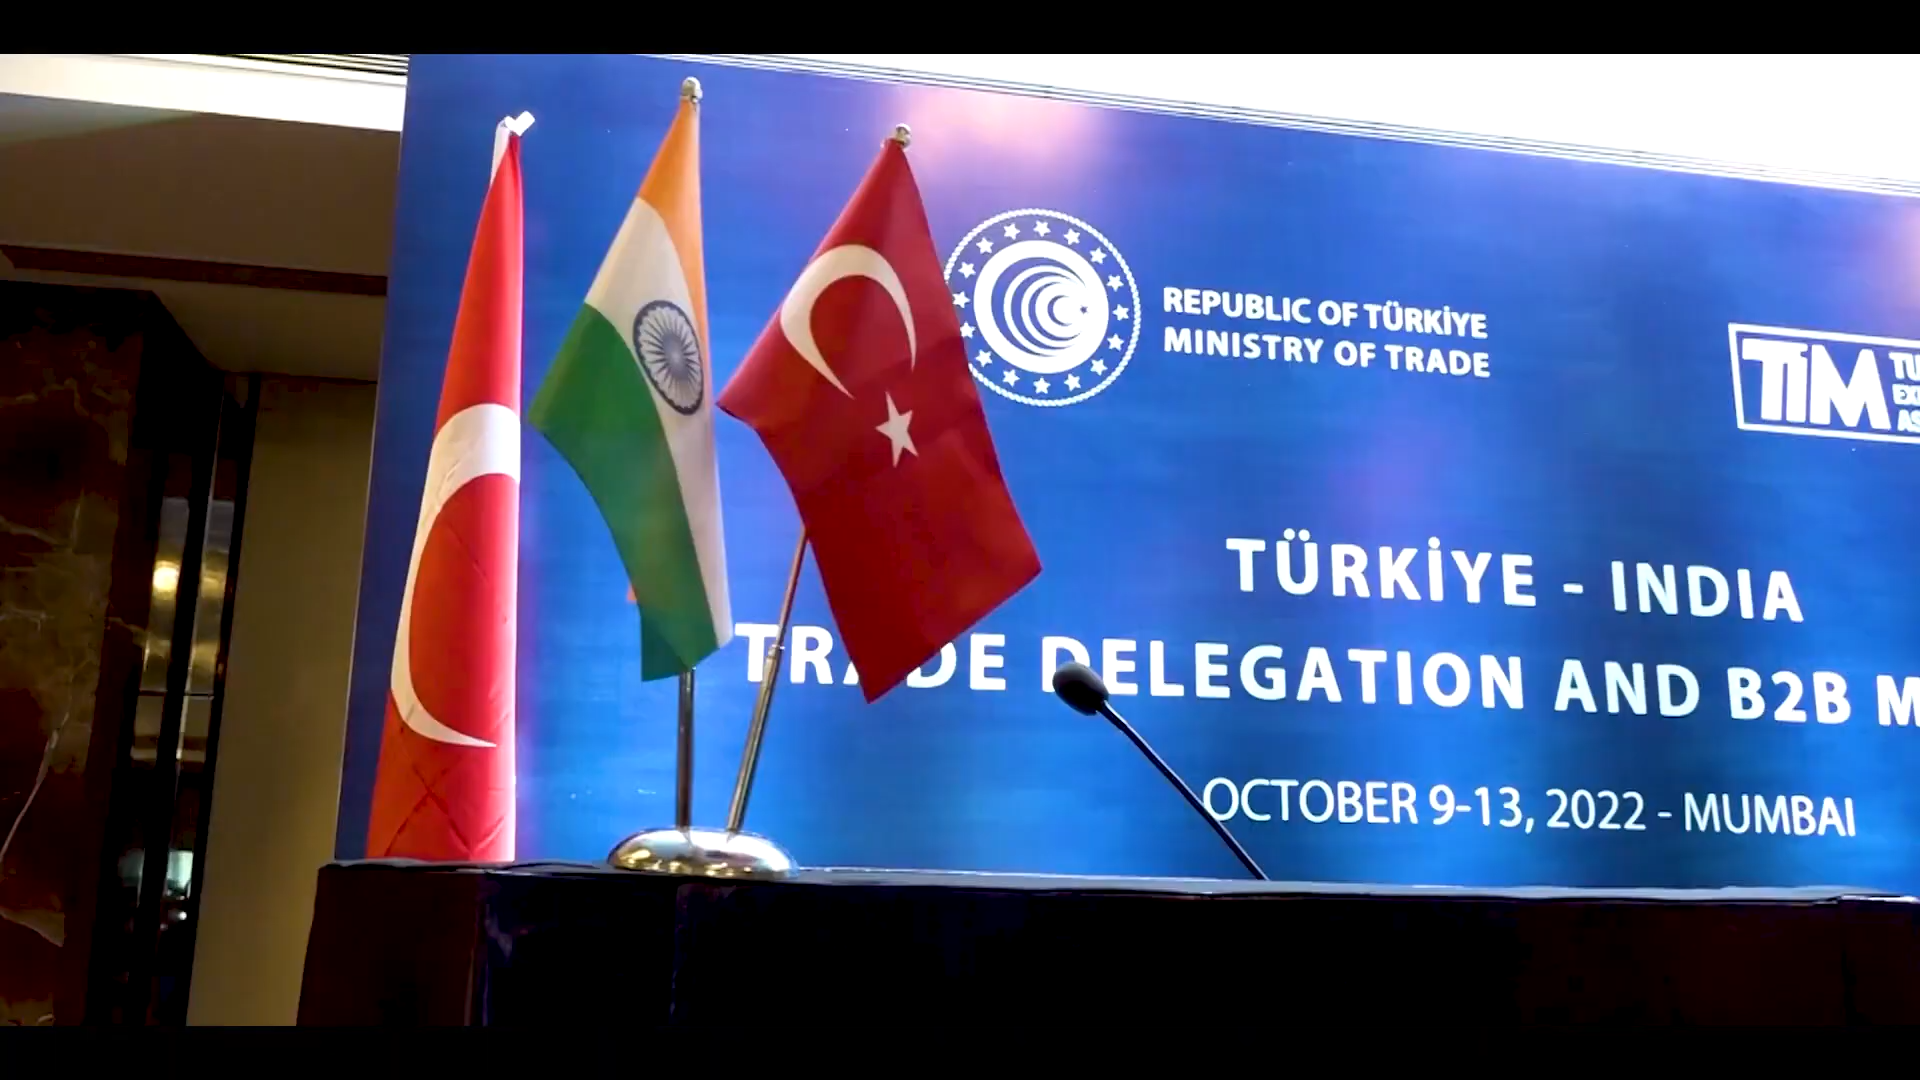 REPUBLIC OF TÜRKİYE
MINISTRY OF TRADE
TİM
TÜRKİYE - INDIA
TRADE DELEGATION AND B2B
OCTOBER 9-13, 2022 - MUMBAI